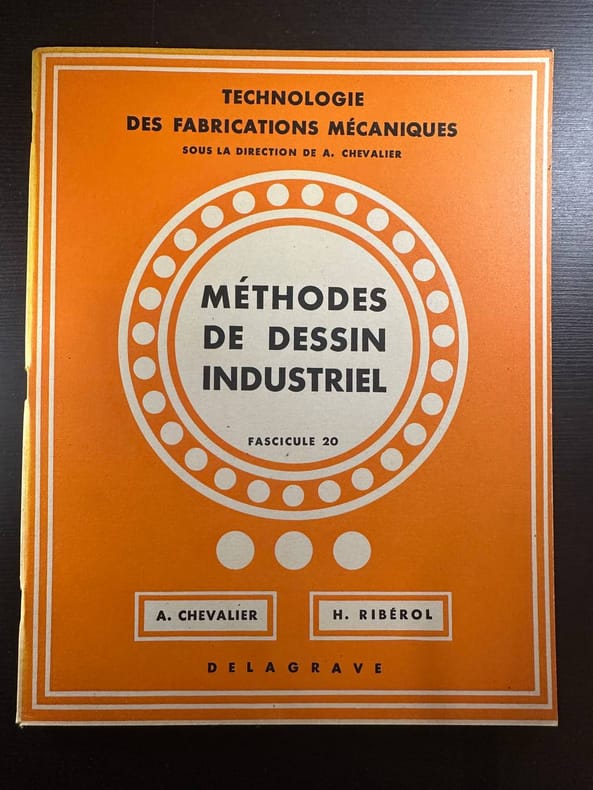 TECHNOLOGIE
DES FABRICATIONS MÉCANIQUES
SOUS LA DIRECTION DE A. CHEVALIER
MÉTHODES
DE DESSIN
INDUSTRIEL
FASCICULE 20
A. CHEVALIER
H. RIBÉROL
DELAGRAVE